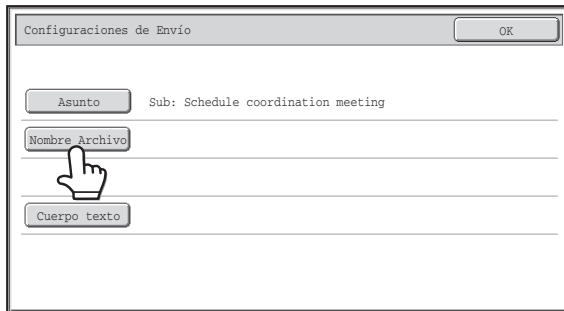 Configuraciones de Envío OK
Asunto Sub: Schedule coordination meeting
Nombre Archivo
Cuerpo texto